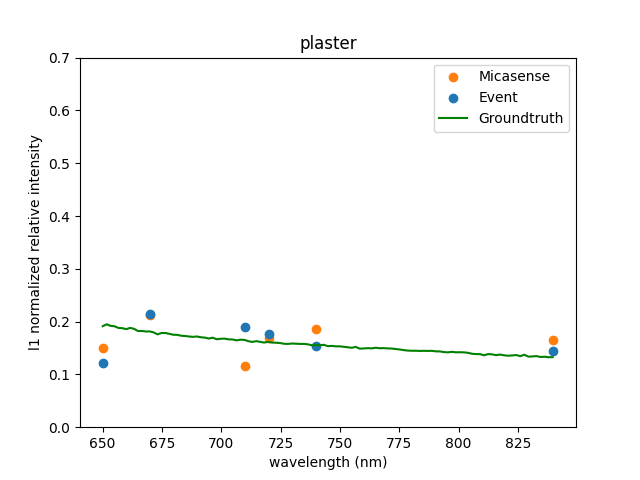 plaster
Micasense
Event
Groundtruth
l1 normalized relative intensity
0.7
0.6
0.5
0.4
0.3
0.2
0.1
0.0
650 675 700 725 750 775 800 825
wavelength (nm)